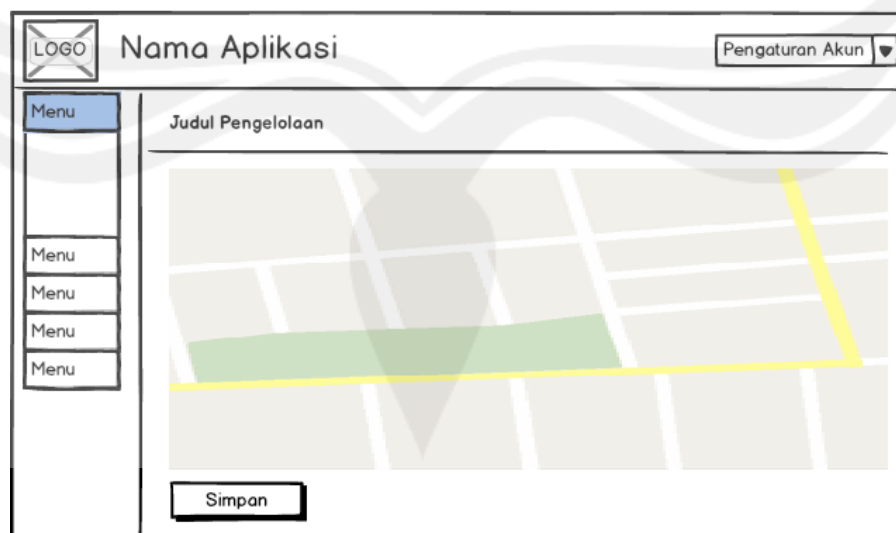 LOGO
Nama Aplikasi
Pengaturan Akun
Menu
Judul Pengelolaan
Menu
Menu
Menu
Menu
Simpan